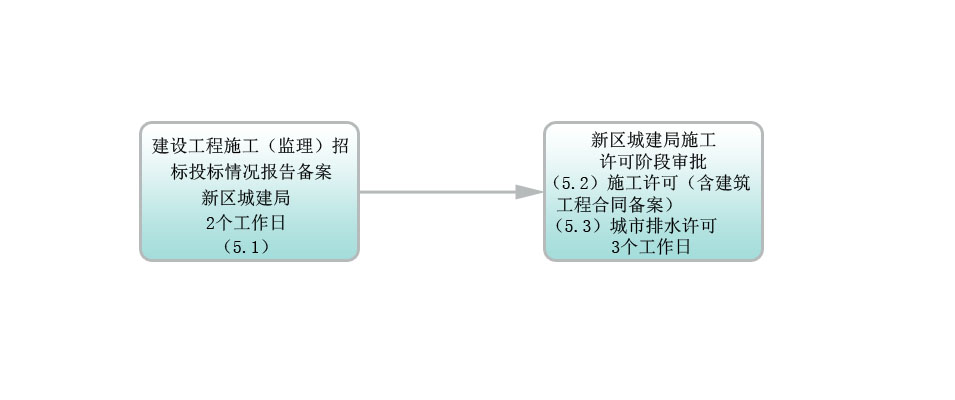 建设工程施工（监理）招
标投标情况报告备案
新区城建局
2个工作日
（5.1）
新区城建局施工
许可阶段审批
（5.2）施工许可（含建筑
工程合同备案）
（5.3）城市排水许可
3个工作日